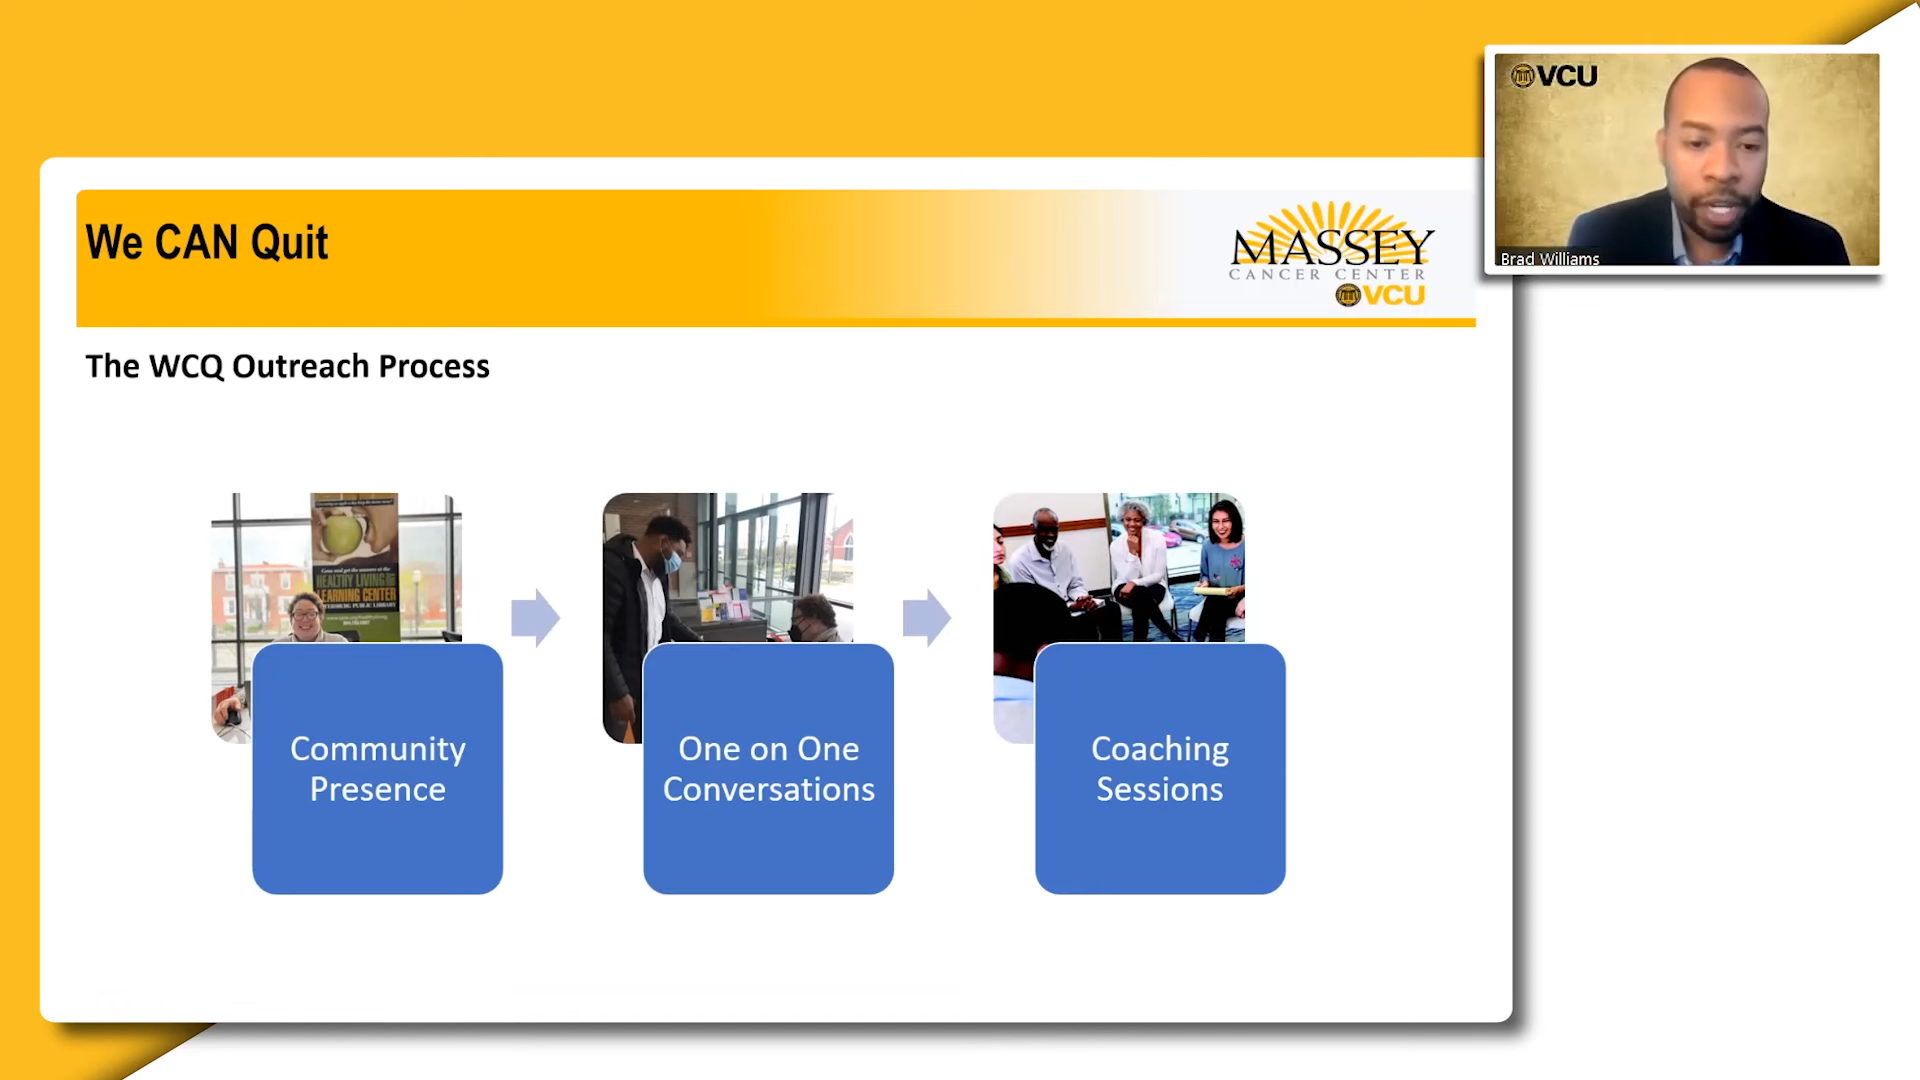 VCU
Brad Williams
We CAN Quit
MASSEY
CANCER CENTER
VCU
The WCQ Outreach Process
HEALTHY LIVING
LEARNING CENTER
Community
Presence
One on One
Conversations
Coaching
Sessions